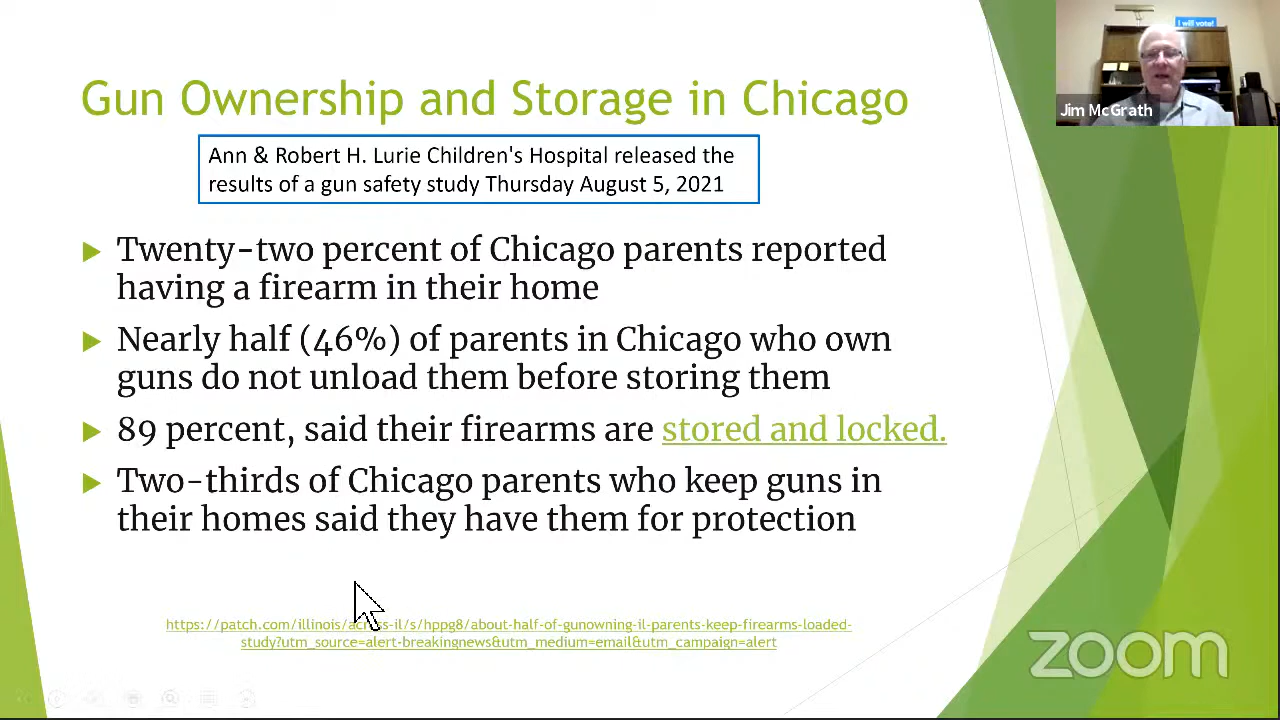 Gun Ownership and Storage in Chicago
I will vote!
Jim McGrath
Ann & Robert H. Lurie Children's Hospital released the
results of a gun safety study Thursday August 5, 2021
Twenty-two percent of Chicago parents reported
having a firearm in their home
Nearly half (46%) of parents in Chicago who own
guns do not unload them before storing them
89 percent, said their firearms are stored and locked.
Two-thirds of Chicago parents who keep guns in
their homes said they have them for protection
https://patch.com/illinois/across-il/s/hppg8/about-half-of-gunowning-il-parents-keep-firearms-loaded-
study?utm_source=alert-breakingnews&utm_medium=email&utm_campaign=alert
zoom